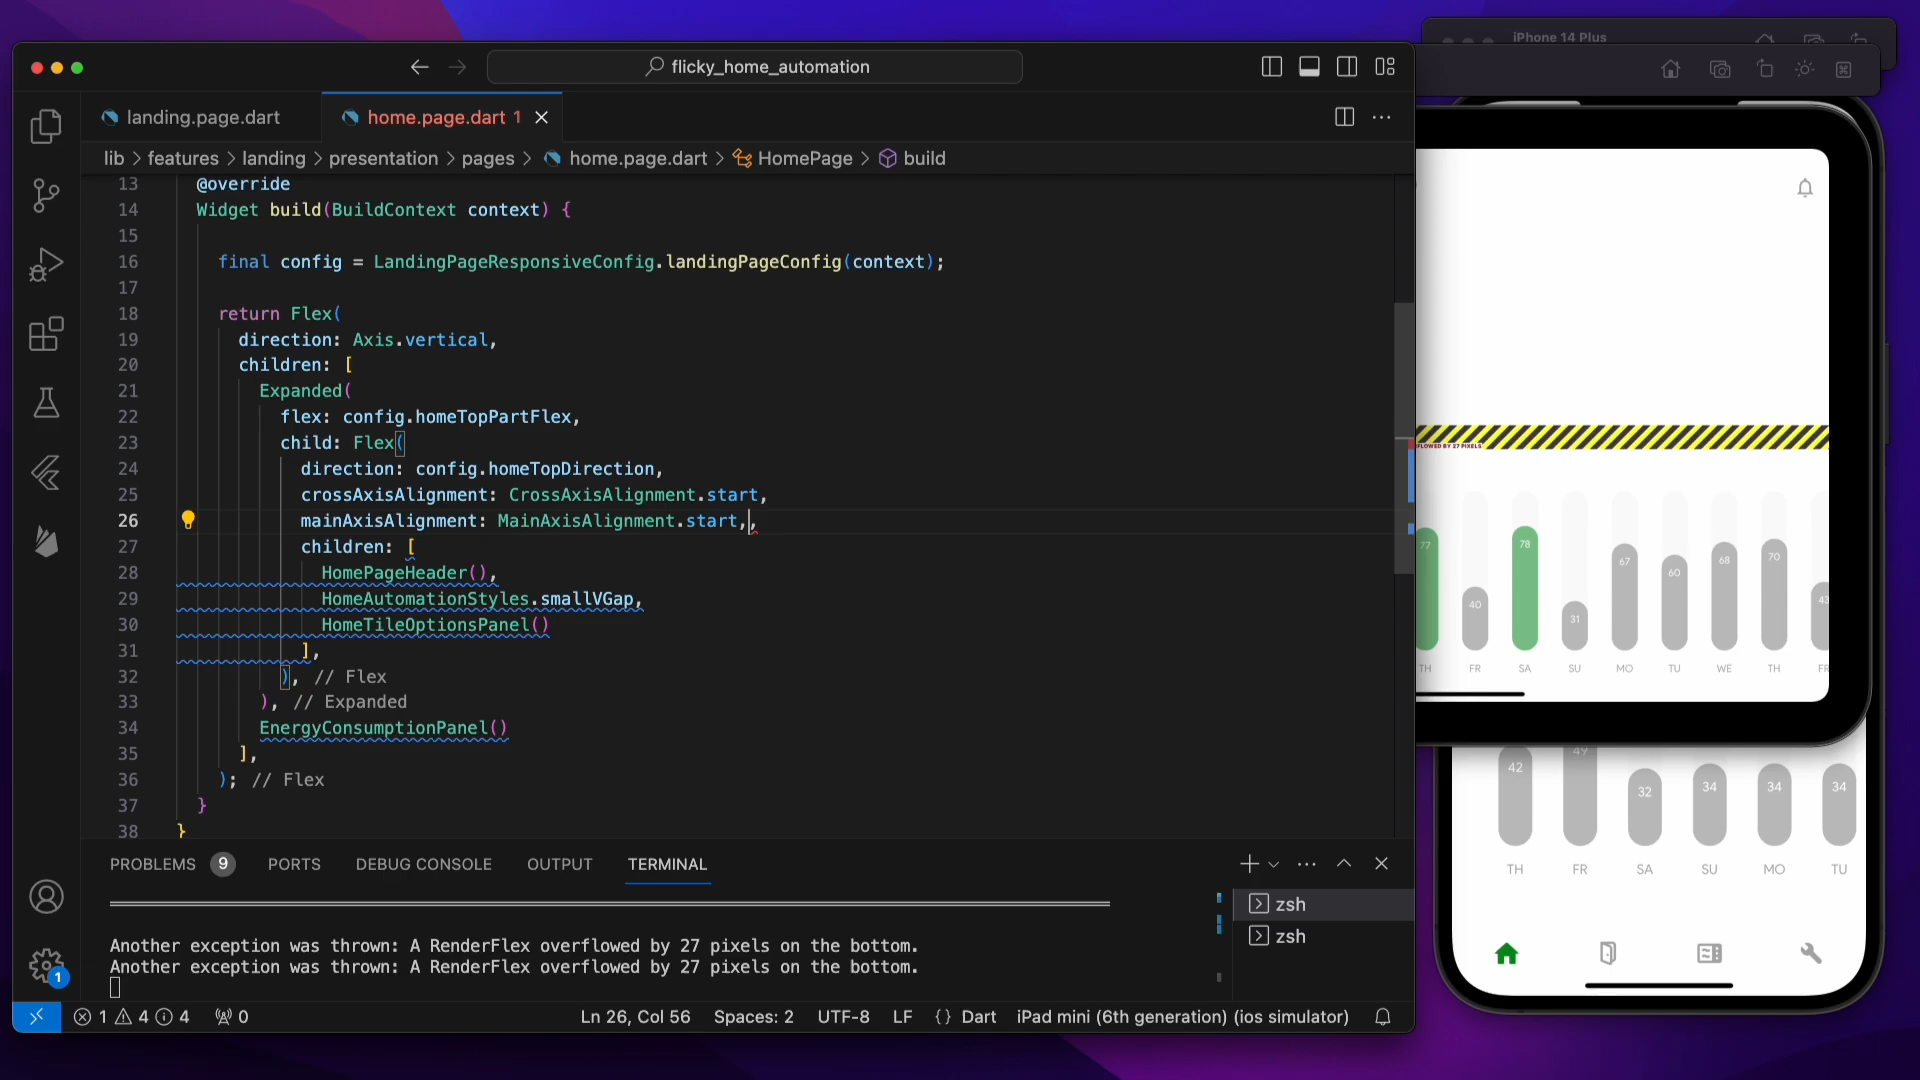 iPhone 14 Plus
flicky_home_automation
landing.page.dart
home.page.dart 1
lib > features > landing > presentation > pages > home.page.dart > HomePage > build
13 @override
14 Widget build(BuildContext context) {
15
16 final config = LandingPageResponsiveConfig.landingPageConfig(context);
17
18 return Flex(
19 direction: Axis.vertical,
20 children: [
21 Expanded(
22 flex: config.homeTopPartFlex,
23 child: Flex(
24 direction: config.homeTopDirection,
25 crossAxisAlignment: CrossAxisAlignment.start,
26 mainAxisAlignment: MainAxisAlignment.start,,
27 children: [
28 HomePageHeader(),
29 HomeAutomationStyles.smallVGap,
30 HomeTileOptionsPanel()
31 ],
32 ), // Flex
33 ), // Expanded
34 EnergyConsumptionPanel()
35 ],
36 ); // Flex
37 }
38 }
PROBLEMS 9 PORTS DEBUG CONSOLE OUTPUT TERMINAL
zsh
zsh
Another exception was thrown: A RenderFlex overflowed by 27 pixels on the bottom.
Another exception was thrown: A RenderFlex overflowed by 27 pixels on the bottom.
1
1 4 4 0 Ln 26, Col 56 Spaces: 2 UTF-8 LF {} Dart iPad mini (6th generation) (ios simulator)
FLOWED BY 27 PIXELS
77 40 78 31 67 60 68 70 43
TH FR SA SU MO TU WE TH FR
42 49 32 34 34 34
TH FR SA SU MO TU